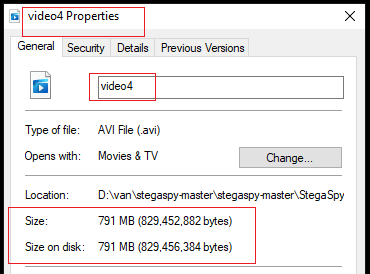 video4 Properties
General Security Details Previous Versions
video4
Type of file: AVI File (.avi)
Opens with: Movies & TV Change...
Location: D:\van\stegaspy-master\stegaspy-master\StegaSpy
Size: 791 MB (829,452,882 bytes)
Size on disk: 791 MB (829,456,384 bytes)